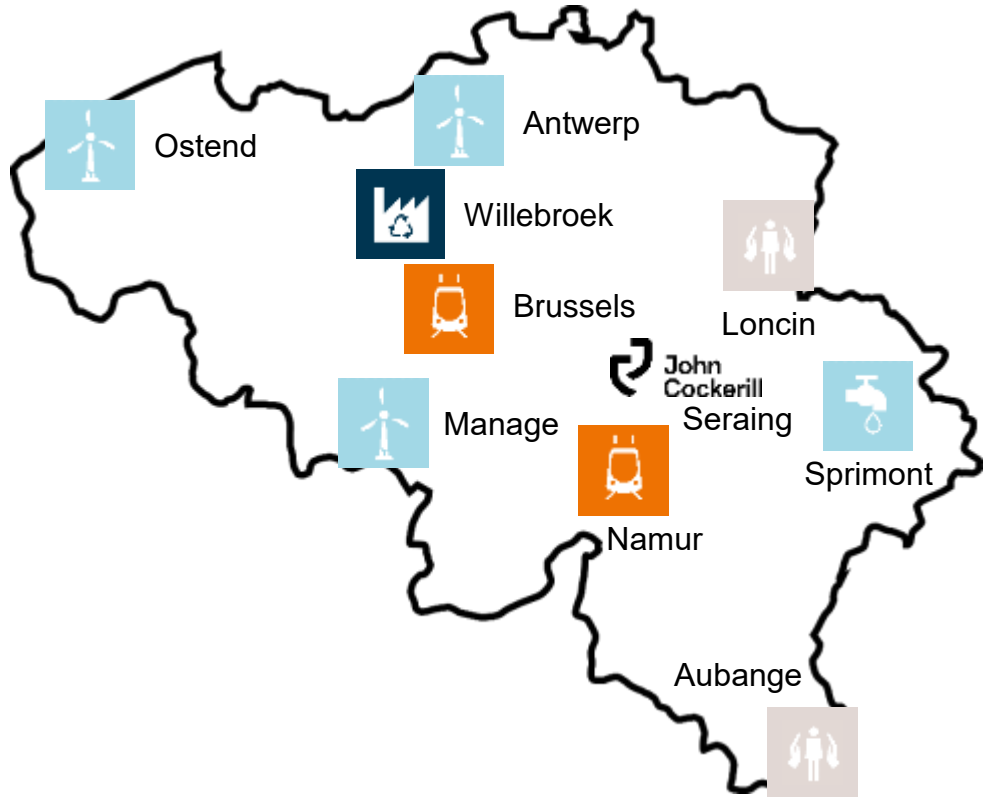 Antwerp
Ostend
Willebroek
Brussels
Loncin
John
Cockerill
Seraing
Manage
Sprimont
Namur
Aubange